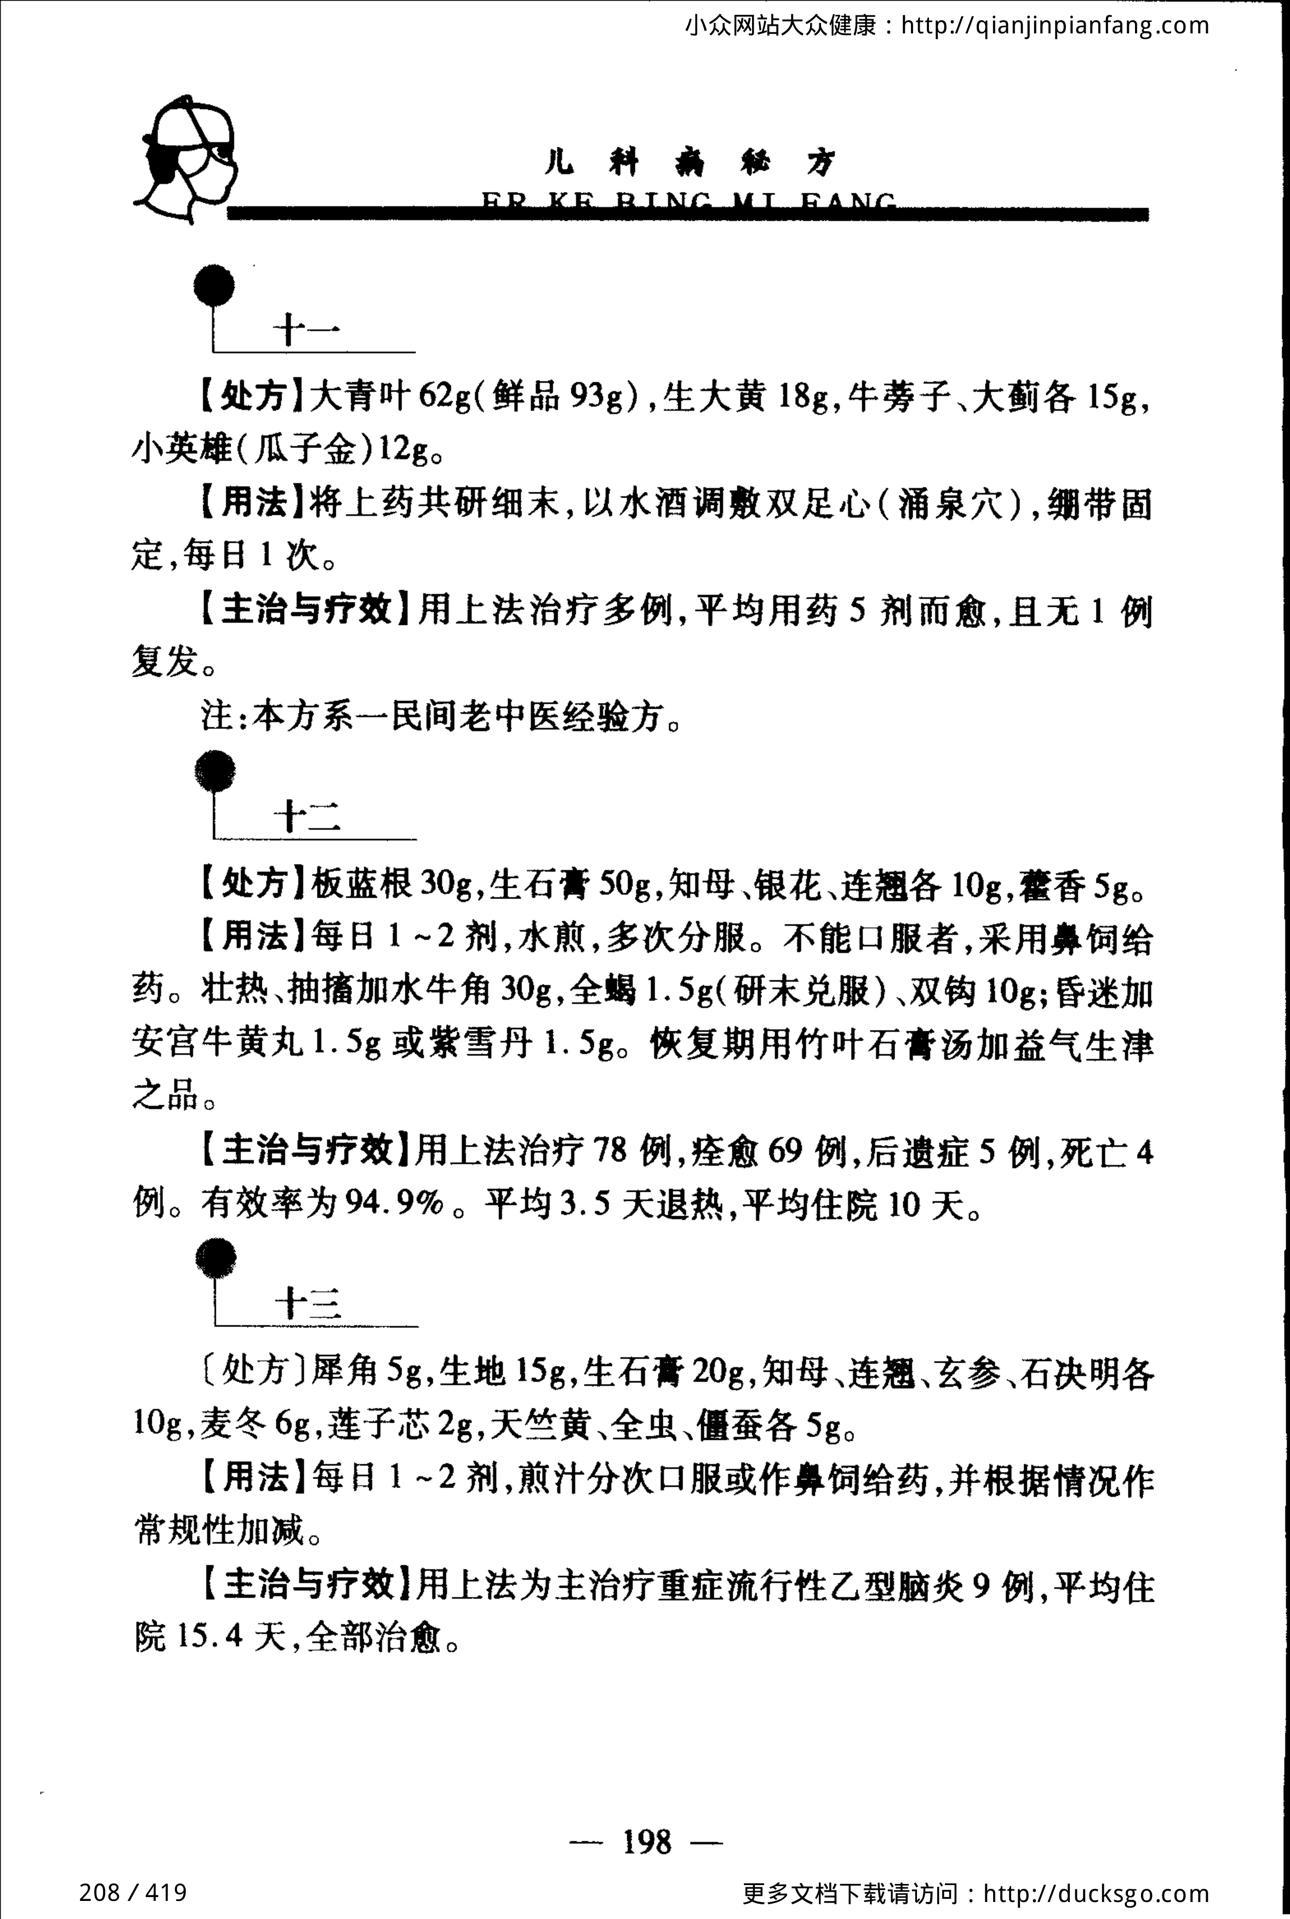 小众网站大众健康：http://qianjinpianfang.com
儿科病秘方
ER KE BING MI FANG
十一
【处方】大青叶 62g(鲜品 93g),生大黄 18g,牛蒡子、大蓟各 15g,
小英雄(瓜子金)12g。
【用法】将上药共研细末,以水酒调敷双足心(涌泉穴),绷带固
定,每日 1 次。
【主治与疗效】用上法治疗多例,平均用药 5 剂而愈,且无 1 例
复发。
注:本方系一民间老中医经验方。
十二
【处方】板蓝根 30g,生石膏 50g,知母、银花、连翘各 10g,藿香 5g。
【用法】每日 1～2 剂,水煎,多次分服。不能口服者,采用鼻饲给
药。壮热、抽搐加水牛角 30g,全蝎 1.5g(研末兑服)、双钩 10g;昏迷加
安宫牛黄丸 1.5g 或紫雪丹 1.5g。恢复期用竹叶石膏汤加益气生津
之品。
【主治与疗效】用上法治疗 78 例,痊愈 69 例,后遗症 5 例,死亡 4
例。有效率为 94.9%。平均 3.5 天退热,平均住院 10 天。
十三
〔处方〕犀角 5g,生地 15g,生石膏 20g,知母、连翘、玄参、石决明各
10g,麦冬 6g,莲子芯 2g,天竺黄、全虫、僵蚕各 5g。
【用法】每日 1～2 剂,煎汁分次口服或作鼻饲给药,并根据情况作
常规性加减。
【主治与疗效】用上法为主治疗重症流行性乙型脑炎 9 例,平均住
院 15.4 天,全部治愈。
— 198 —
208 / 419
更多文档下载请访问：http://ducksgo.com